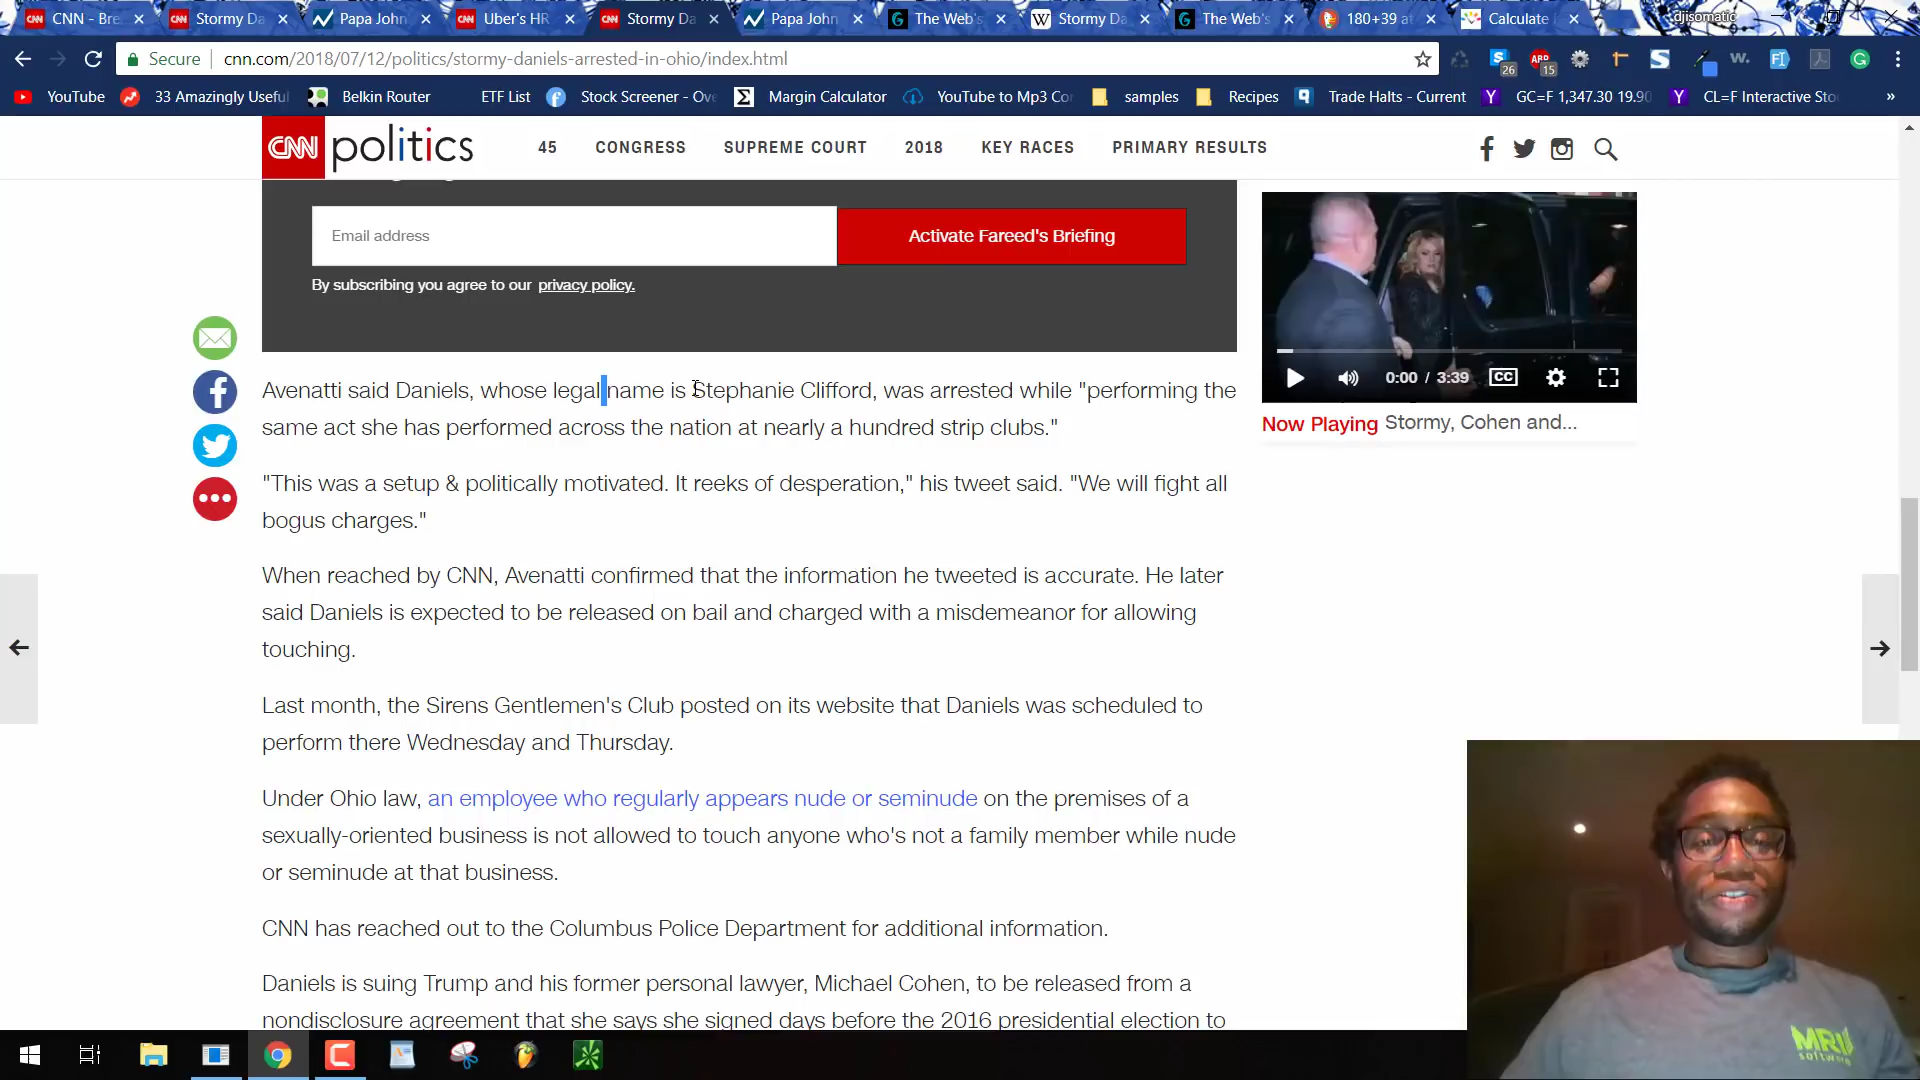 CNN - Bre
Stormy Da
Papa John
Uber's HR
Stormy Da
Papa John
The Web's
Stormy Da
The Web's
180+39 at
Calculate
djisomatic
Secure
cnn.com/2018/07/12/politics/stormy-daniels-arrested-in-ohio/index.html
26
ABP
15
w.
YouTube
33 Amazingly Useful
Belkin Router
ETF List
Stock Screener - Ove
Margin Calculator
YouTube to Mp3 Co
samples
Recipes
Trade Halts - Current
GC=F 1,347.30 19.90
CL=F Interactive Sto
»
CNN politics
45
CONGRESS
SUPREME COURT
2018
KEY RACES
PRIMARY RESULTS
Email address
Activate Fareed's Briefing
By subscribing you agree to our privacy policy.
0:00 / 3:39
CC
Now Playing Stormy, Cohen and...
Avenatti said Daniels, whose legal name is Stephanie Clifford, was arrested while "performing the
same act she has performed across the nation at nearly a hundred strip clubs."
"This was a setup & politically motivated. It reeks of desperation," his tweet said. "We will fight all
bogus charges."
When reached by CNN, Avenatti confirmed that the information he tweeted is accurate. He later
said Daniels is expected to be released on bail and charged with a misdemeanor for allowing
touching.
Last month, the Sirens Gentlemen's Club posted on its website that Daniels was scheduled to
perform there Wednesday and Thursday.
Under Ohio law, an employee who regularly appears nude or seminude on the premises of a
sexually-oriented business is not allowed to touch anyone who's not a family member while nude
or seminude at that business.
CNN has reached out to the Columbus Police Department for additional information.
Daniels is suing Trump and his former personal lawyer, Michael Cohen, to be released from a
nondisclosure agreement that she says she signed days before the 2016 presidential election to
MRI
software